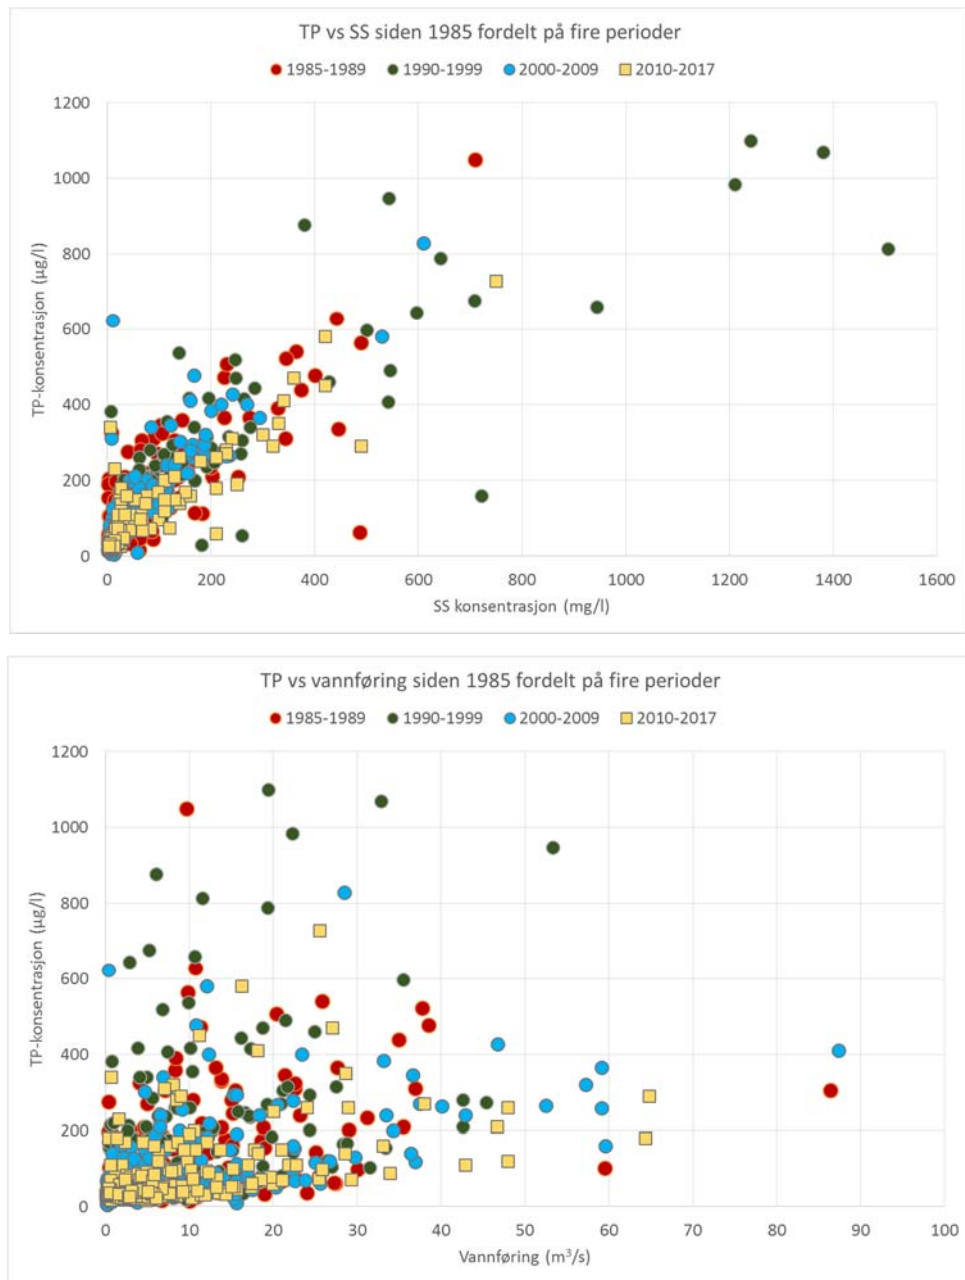 TP vs SS siden 1985 fordelt på fire perioder
1985-1989 1990-1999 2000-2009 2010-2017
1200
1000
800
600
400
200
0
TP-konsentrasjon (µg/l)
0 200 400 600 800 1000 1200 1400 1600
SS konsentrasjon (mg/l)
TP vs vannføring siden 1985 fordelt på fire perioder
1985-1989 1990-1999 2000-2009 2010-2017
1200
1000
800
600
400
200
0
TP-konsentrasjon (µg/l)
0 10 20 30 40 50 60 70 80 90 100
Vannføring (m³/s)